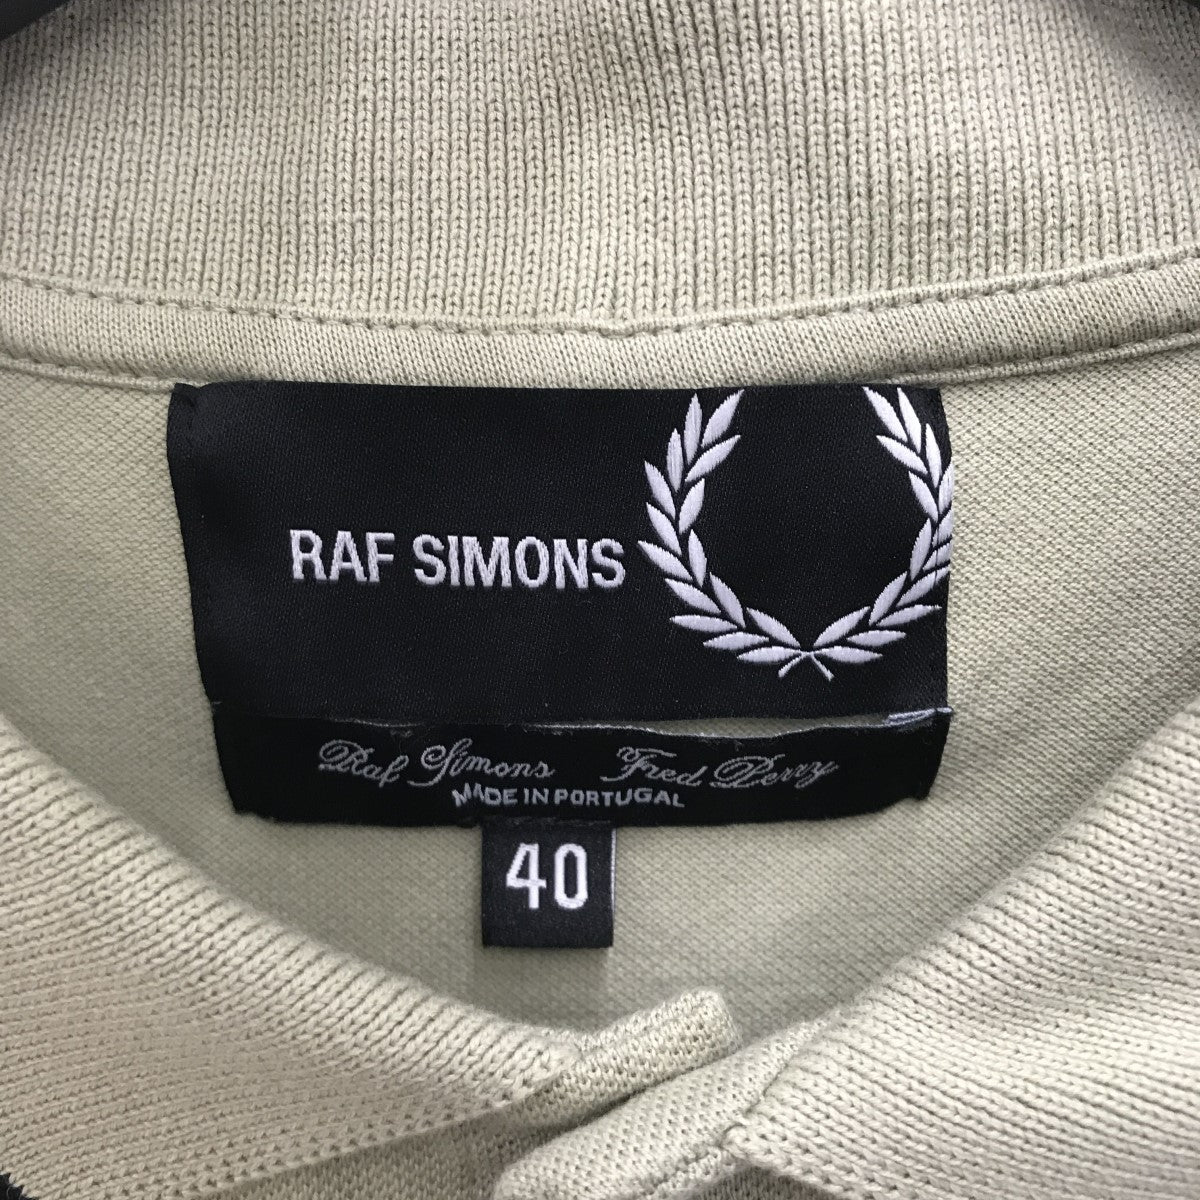 RAF SIMONS
Raf Simons Fred Perry
MADE IN PORTUGAL
40